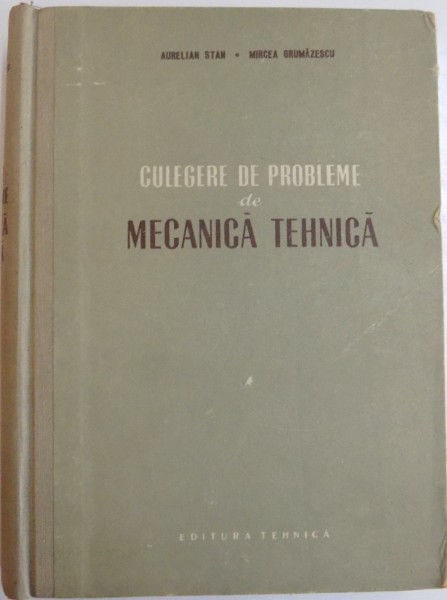 AURELIAN STAN • MIRCEA GRUMĂZESCU
CULEGERE DE PROBLEME
de
MECANICĂ TEHNICĂ
EDITURA TEHNICĂ